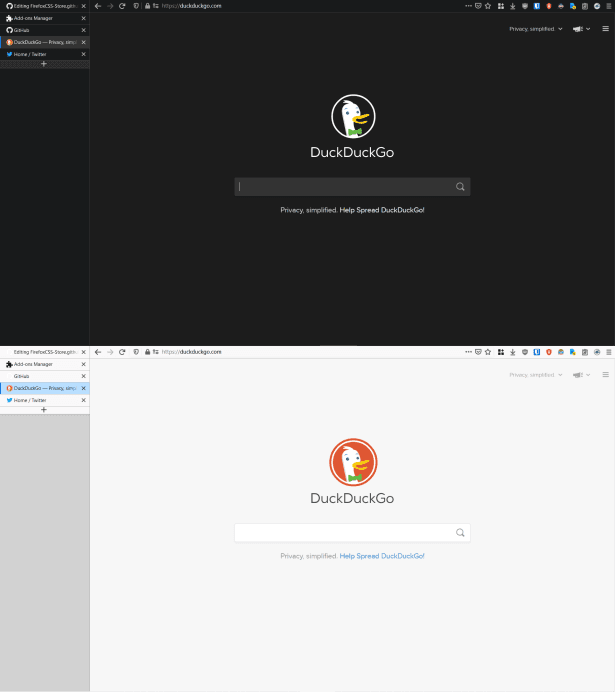 Editing FirefoxCSS-Store.githu
https://duckduckgo.com
Add-ons Manager
GitHub
Privacy, simplified.
DuckDuckGo — Privacy, simp
Home / Twitter
DuckDuckGo
Privacy, simplified. Help Spread DuckDuckGo!
Editing FirefoxCSS-Store.githu
https://duckduckgo.com
Add-ons Manager
GitHub
Privacy, simplified.
DuckDuckGo — Privacy, simp
Home / Twitter
DuckDuckGo
Privacy, simplified. Help Spread DuckDuckGo!